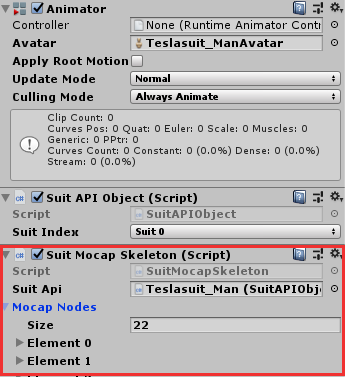 Animator
Controller None (Runtime Animator Contr
Avatar Teslasuit_ManAvatar
Apply Root Motion
Update Mode Normal
Culling Mode Always Animate
Clip Count: 0
Curves Pos: 0 Quat: 0 Euler: 0 Scale: 0 Muscles: 0
Generic: 0 PPtr: 0
Curves Count: 0 Constant: 0 (0.0%) Dense: 0 (0.0%)
Stream: 0 (0.0%)
Suit API Object (Script)
Script SuitAPIObject
Suit Index Suit 0
Suit Mocap Skeleton (Script)
Script SuitMocapSkeleton
Suit Api Teslasuit_Man (SuitAPIObj
Mocap Nodes
Size 22
Element 0
Element 1